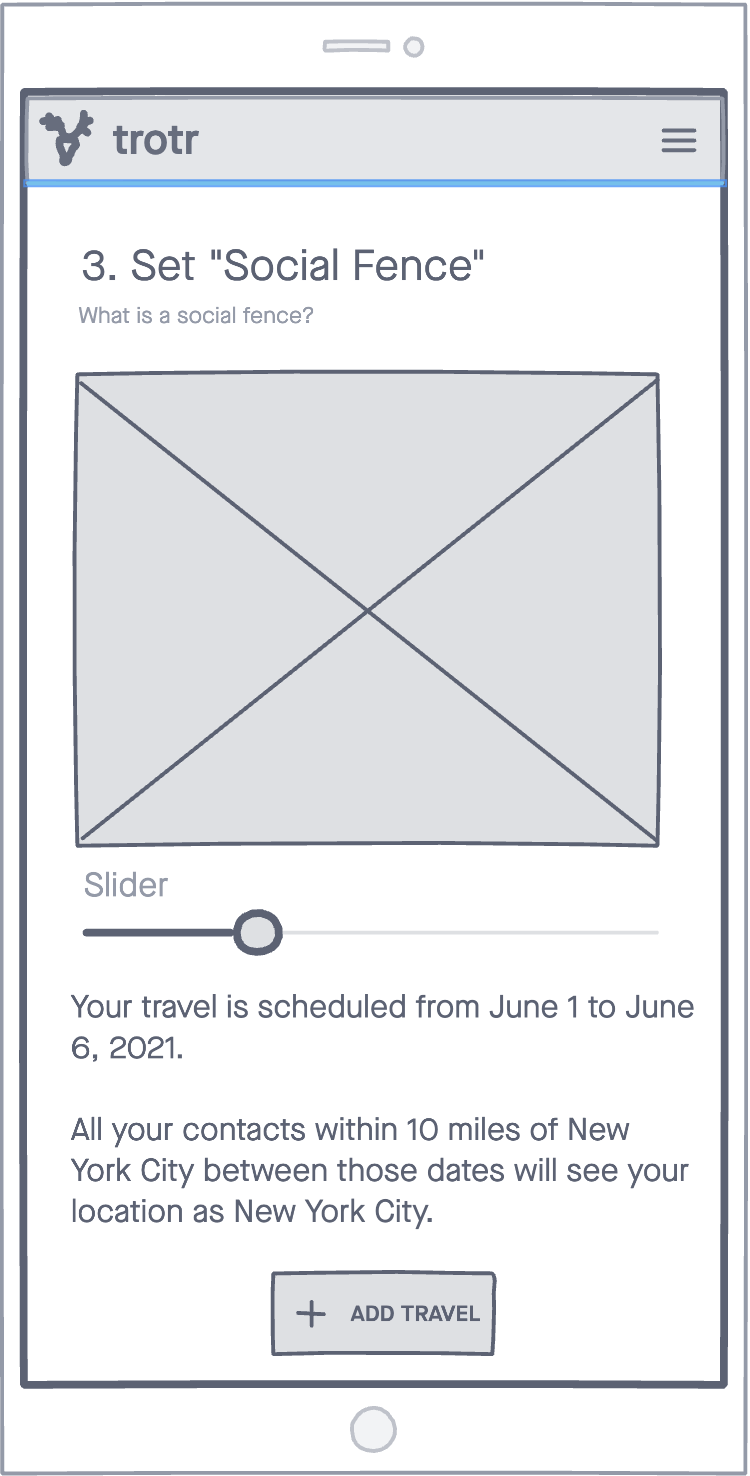 trotr
3. Set "Social Fence"
What is a social fence?
Slider
Your travel is scheduled from June 1 to June
6, 2021.
All your contacts within 10 miles of New
York City between those dates will see your
location as New York City.
ADD TRAVEL